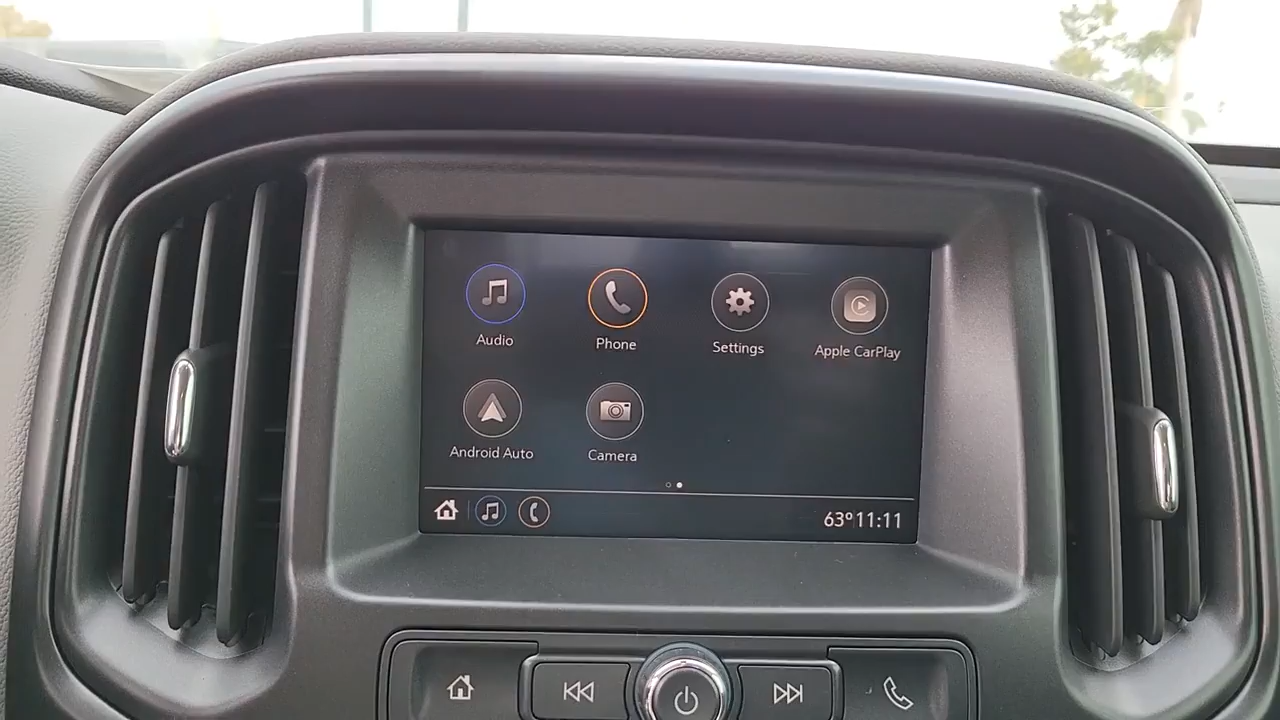 Audio
Phone
Settings
Apple CarPlay
Android Auto
Camera
63°11:11